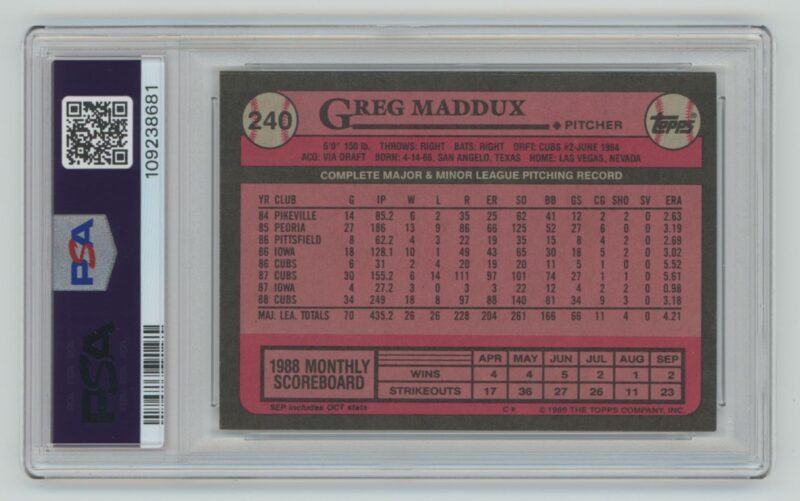 109238681
PSA
PSA
240
GREG MADDUX
PITCHER
TOPPS®
6'0" 150 lb. THROWS: RIGHT BATS: RIGHT DRFT: CUBS #2-JUNE 1984
ACQ: VIA DRAFT BORN: 4-14-66, SAN ANGELO, TEXAS HOME: LAS VEGAS, NEVADA
COMPLETE MAJOR & MINOR LEAGUE PITCHING RECORD
YR CLUB G IP W L R ER SO BB GS CG SHO SV ERA
84 PIKEVILLE 14 85.2 6 2 35 25 62 41 12 2 2 0 2.63
85 PEORIA 27 186 13 9 86 66 125 52 27 6 0 0 3.19
86 PITTSFIELD 8 62.2 4 3 22 19 35 15 8 4 2 0 2.69
86 IOWA 18 128.1 10 1 49 43 65 30 18 5 2 0 3.02
86 CUBS 6 31 2 4 20 19 20 11 5 1 0 0 5.52
87 CUBS 30 155.2 6 14 111 97 101 74 27 1 1 0 5.61
87 IOWA 4 27.2 3 0 3 3 22 12 4 2 2 0 0.98
88 CUBS 34 249 18 8 97 88 140 81 34 9 3 0 3.18
MAJ. LEA. TOTALS 70 435.2 26 26 228 204 261 166 66 11 4 0 4.21
1988 MONTHLY
SCOREBOARD
APR MAY JUN JUL AUG SEP
WINS 4 4 5 2 1 2
STRIKEOUTS 17 36 27 26 11 23
SEP includes OCT stats
C* © 1989 THE TOPPS COMPANY, INC.